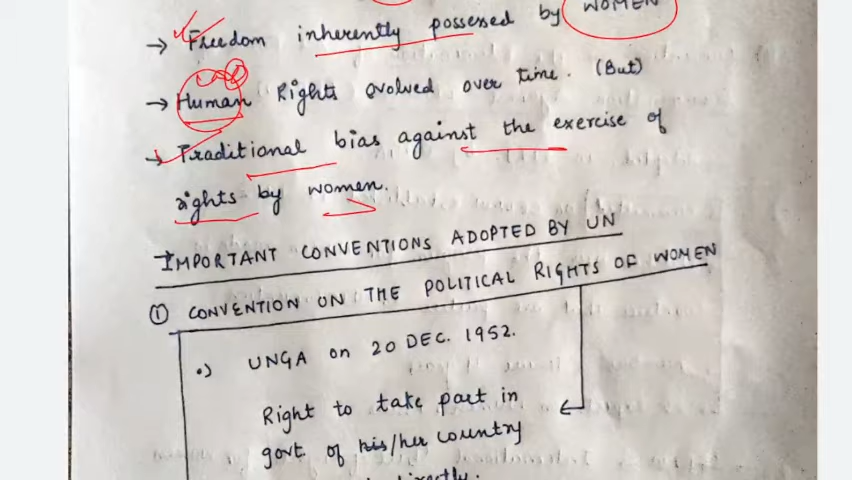 → Freedom inherently possessed by WOMEN
→ Human Rights evolved over time. (But)
→ Traditional bias against the exercise of
rights by women.
→ IMPORTANT CONVENTIONS ADOPTED BY UN
① CONVENTION ON THE POLITICAL RIGHTS OF WOMEN
•) UNGA on 20 DEC. 1952.
Right to take part in
govt. of his/her country
directly.